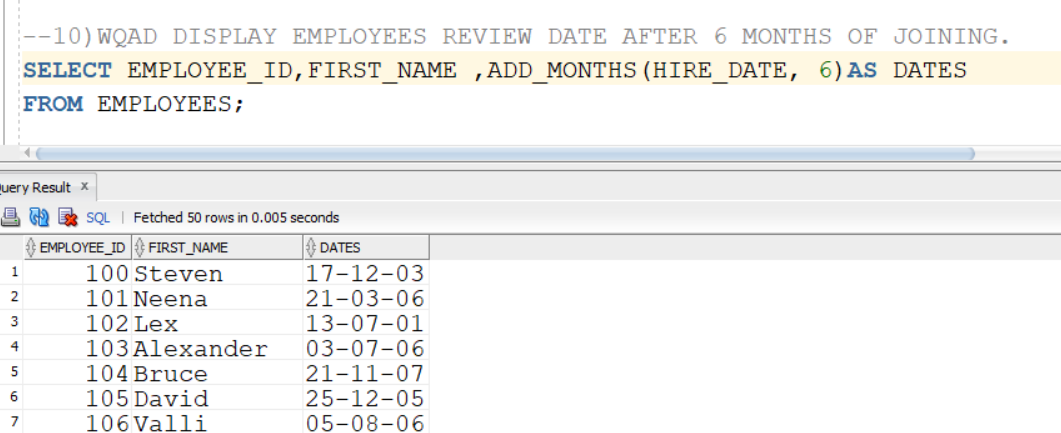 --10)WQAD DISPLAY EMPLOYEES REVIEW DATE AFTER 6 MONTHS OF JOINING.
SELECT EMPLOYEE_ID,FIRST_NAME ,ADD_MONTHS(HIRE_DATE, 6)AS DATES
FROM EMPLOYEES;
uery Result x
SQL | Fetched 50 rows in 0.005 seconds
EMPLOYEE_ID FIRST_NAME DATES
1 100 Steven 17-12-03
2 101 Neena 21-03-06
3 102 Lex 13-07-01
4 103 Alexander 03-07-06
5 104 Bruce 21-11-07
6 105 David 25-12-05
7 106 Valli 05-08-06